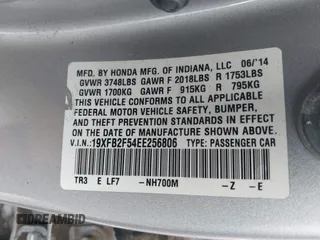 MFD. BY HONDA MFG. OF INDIANA, LLC 06/'14
GVWR 3748LBS GAWR F 2018LBS R 1753LBS
GVWR 1700KG GAWR F 915KG R 795KG
THIS VEHICLE CONFORMS TO ALL APPLICABLE
FEDERAL MOTOR VEHICLE SAFETY, BUMPER,
AND THEFT PREVENTION STANDARDS IN
EFFECT ON THE DATE OF MANUFACTURE
SHOWN ABOVE.
V.I.N.: 19XFB2F54EE256806 TYPE: PASSENGER CAR
TR3 E LF7 -NH700M -Z -E
IDREAMBID